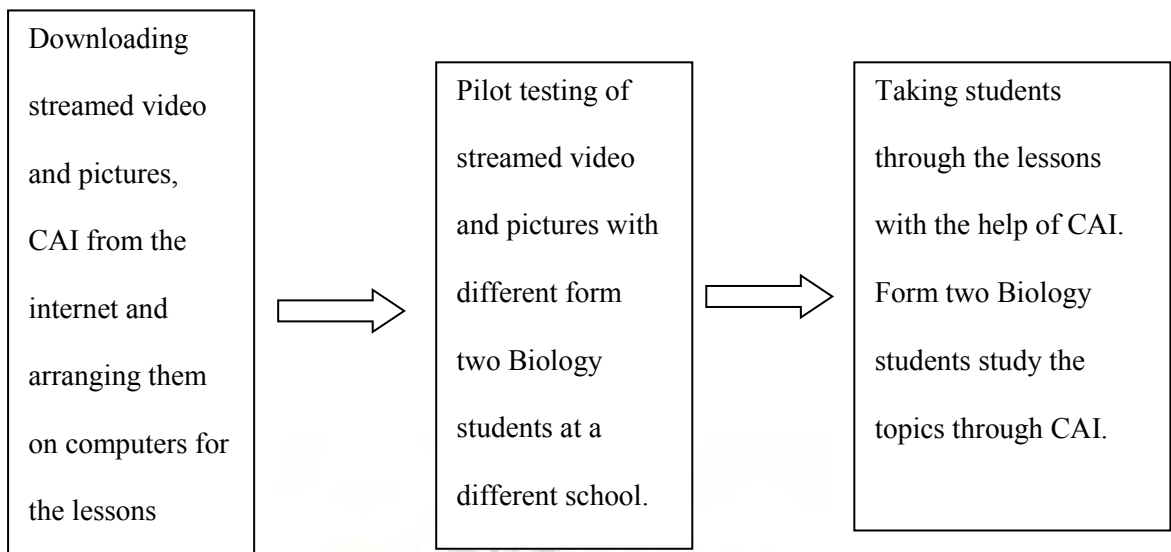 Downloading
streamed video
and pictures,
CAI from the
internet and
arranging them
on computers for
the lessons
Pilot testing of
streamed video
and pictures with
different form
two Biology
students at a
different school.
Taking students
through the lessons
with the help of CAI.
Form two Biology
students study the
topics through CAI.